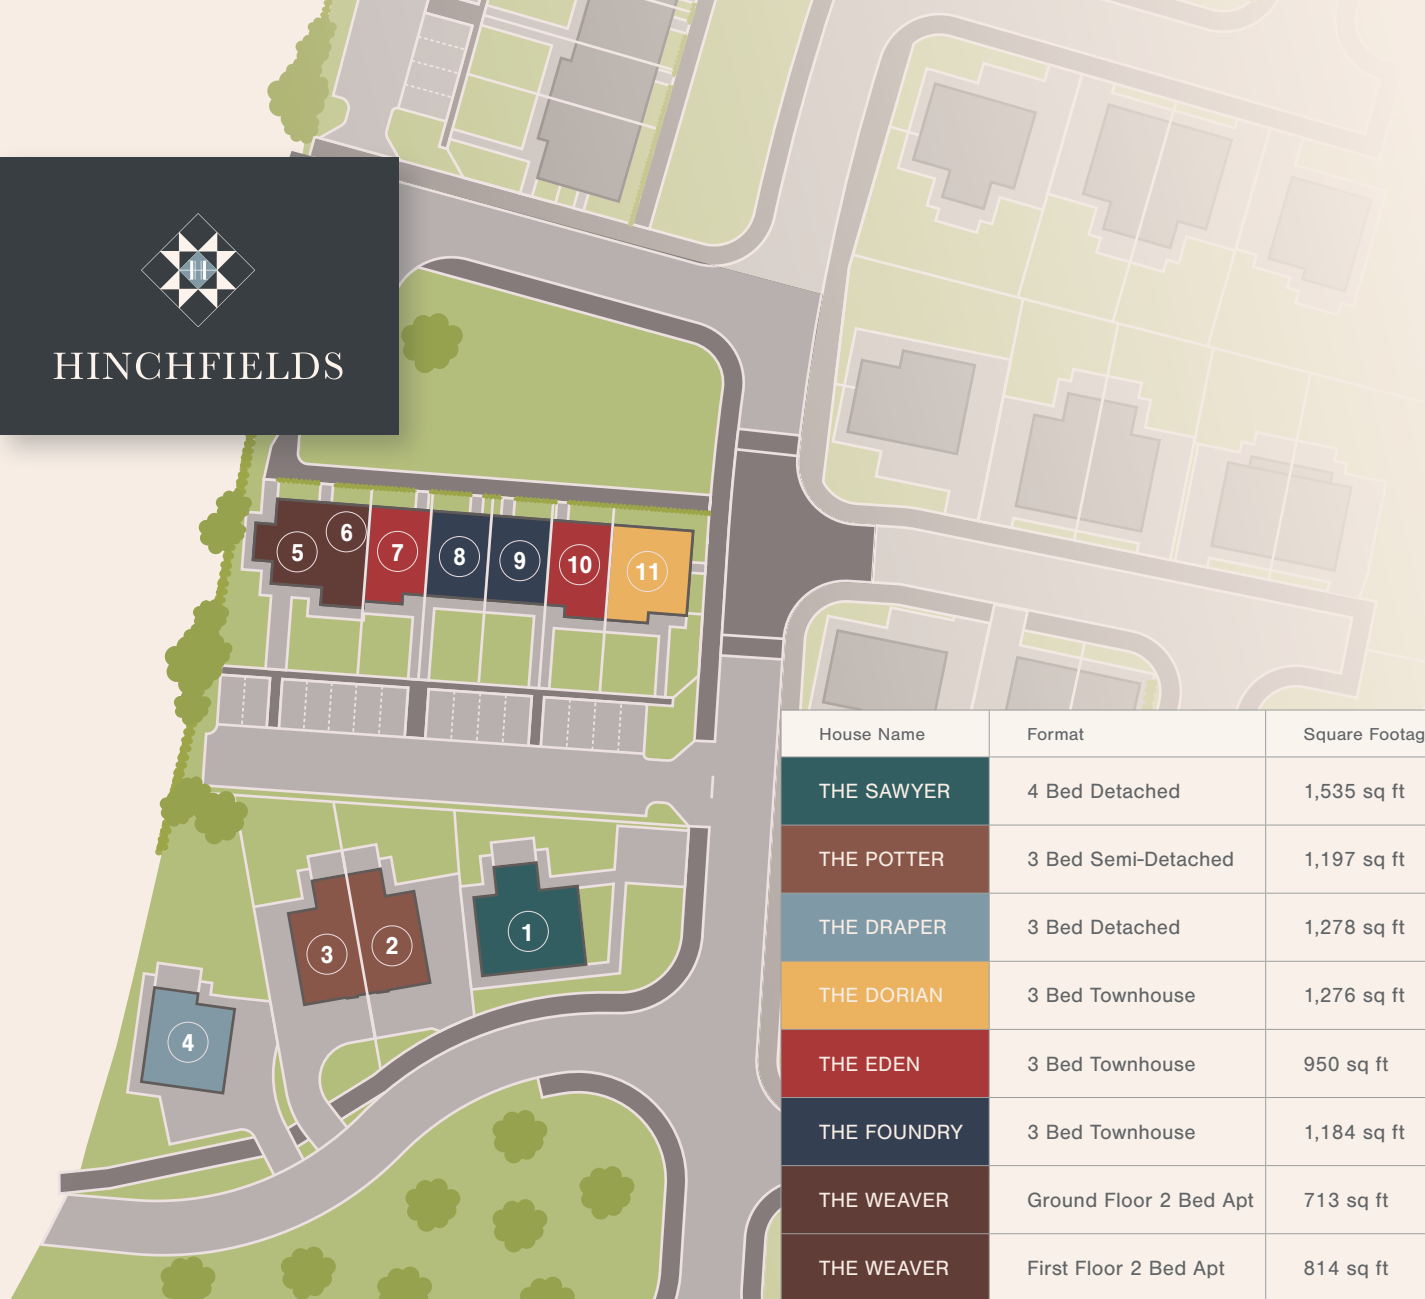 H
HINCHFIELDS
5
6
7
8
9
10
11
1
2
3
4
House Name Format Square Footag
THE SAWYER 4 Bed Detached 1,535 sq ft
THE POTTER 3 Bed Semi-Detached 1,197 sq ft
THE DRAPER 3 Bed Detached 1,278 sq ft
THE DORIAN 3 Bed Townhouse 1,276 sq ft
THE EDEN 3 Bed Townhouse 950 sq ft
THE FOUNDRY 3 Bed Townhouse 1,184 sq ft
THE WEAVER Ground Floor 2 Bed Apt 713 sq ft
THE WEAVER First Floor 2 Bed Apt 814 sq ft